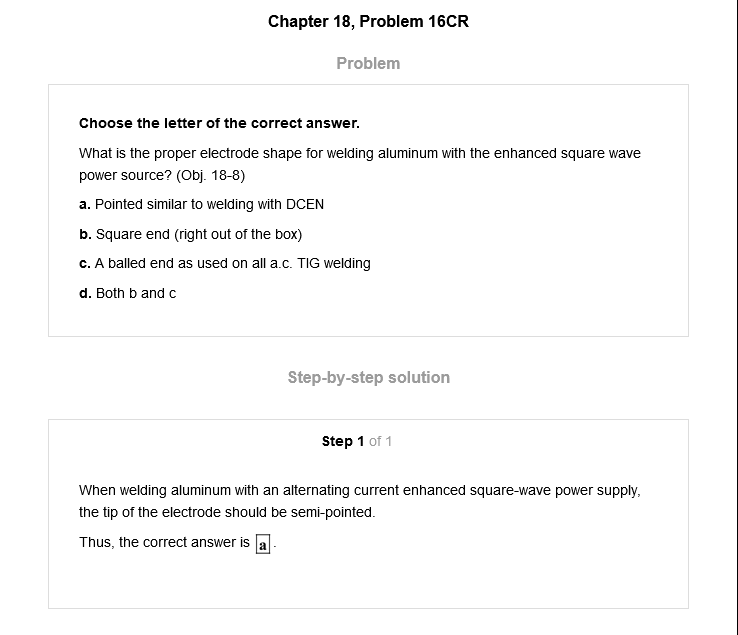 Chapter 18, Problem 16CR
Problem
Choose the letter of the correct answer.
What is the proper electrode shape for welding aluminum with the enhanced square wave
power source? (Obj. 18-8)
a. Pointed similar to welding with DCEN
b. Square end (right out of the box)
c. A balled end as used on all a.c. TIG welding
d. Both b and c
Step-by-step solution
Step 1 of 1
When welding aluminum with an alternating current enhanced square-wave power supply,
the tip of the electrode should be semi-pointed.
Thus, the correct answer is a.